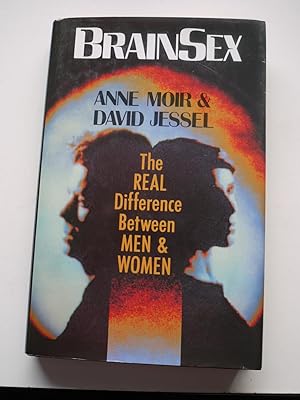 BRAINSEX
ANNE MOIR &
DAVID JESSEL
The
REAL
Difference
Between
MEN &
WOMEN